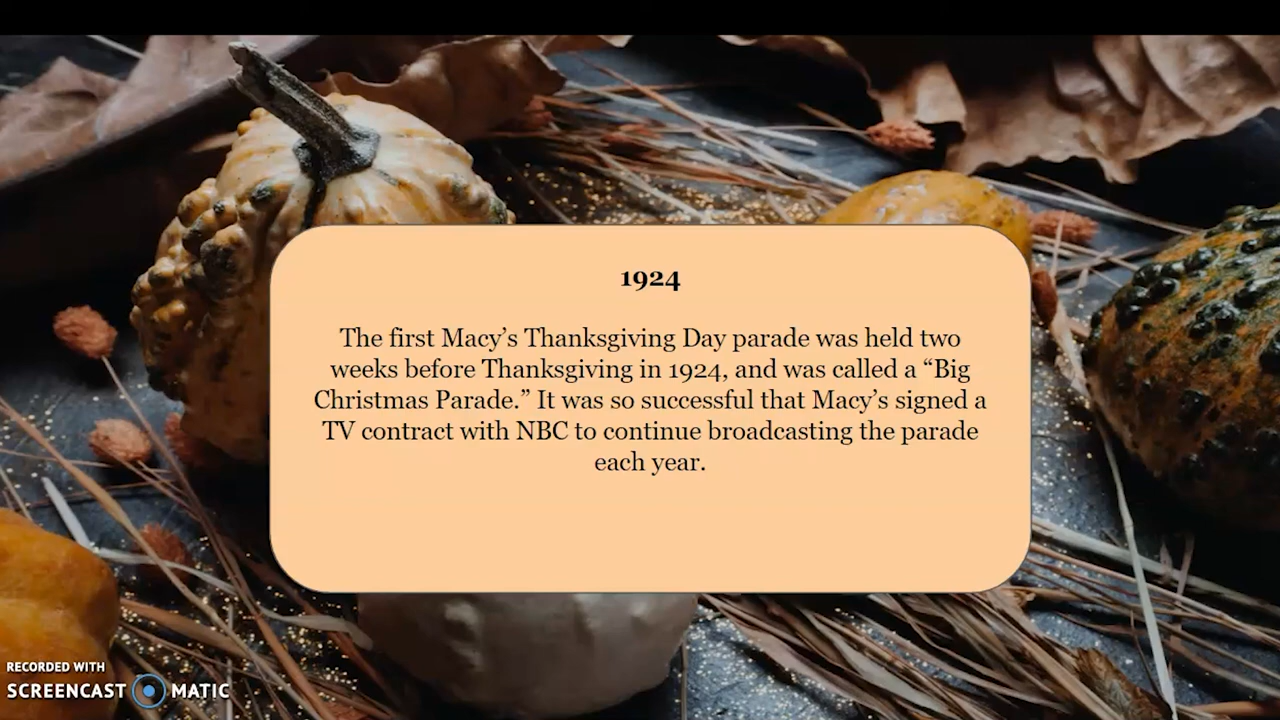 1924
The first Macy’s Thanksgiving Day parade was held two
weeks before Thanksgiving in 1924, and was called a “Big
Christmas Parade.” It was so successful that Macy’s signed a
TV contract with NBC to continue broadcasting the parade
each year.
RECORDED WITH
SCREENCAST MATIC